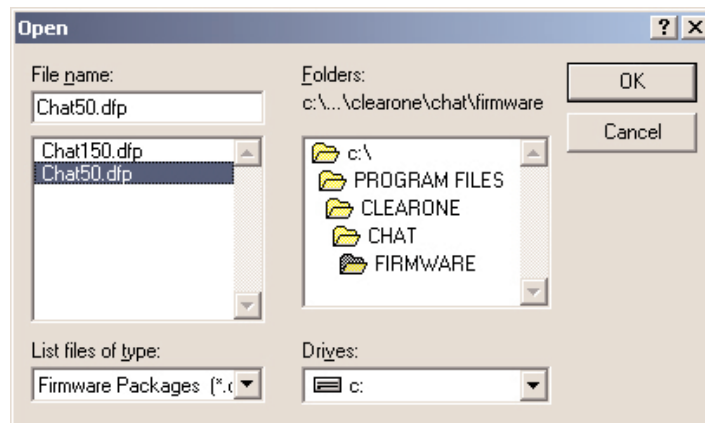 Open
File name:
Chat50.dfp
Chat150.dfp
Chat50.dfp
List files of type:
Firmware Packages (*.
Folders:
c:\...\clearone\chat\firmware
c:\
PROGRAM FILES
CLEARONE
CHAT
FIRMWARE
Drives:
c:
OK
Cancel